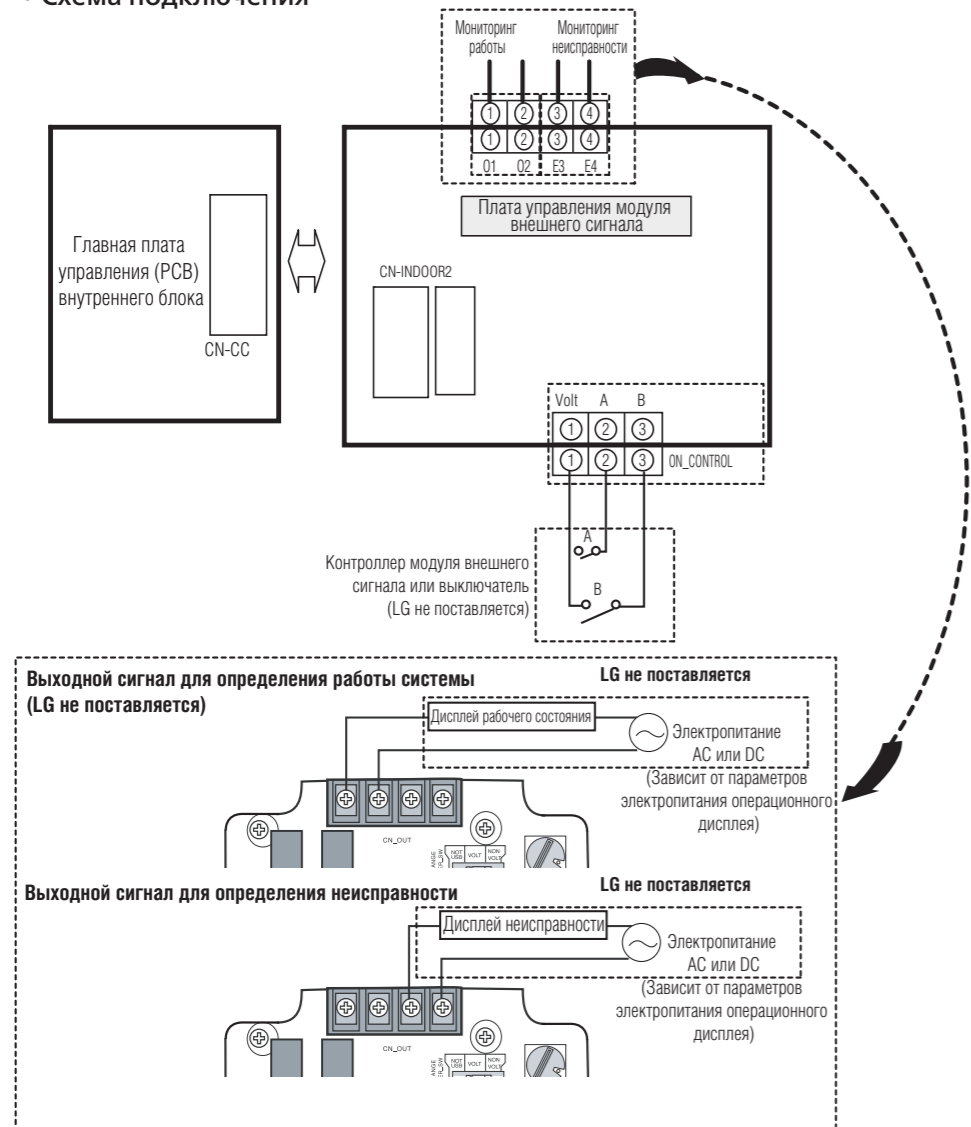 • Схема подключения
Мониторинг
работы
Мониторинг
неисправности
1 2 3 4
1 2 3 4
O1 O2 E3 E4
Плата управления модуля
внешнего сигнала
Главная плата
управления (PCB)
внутреннего блока
CN-CC
CN-INDOOR2
Volt A B
1 2 3
1 2 3 ON_CONTROL
Контроллер модуля внешнего
сигнала или выключатель
(LG не поставляется)
A
B
Выходной сигнал для определения работы системы
(LG не поставляется)
LG не поставляется
Дисплей рабочего состояния
Электропитание
AC или DC
(Зависит от параметров
электропитания операционного
дисплея)
CN_OUT
NOT
USB
VOLT
NON
VOLT
Выходной сигнал для определения неисправности
LG не поставляется
Дисплей неисправности
Электропитание
AC или DC
(Зависит от параметров
электропитания операционного
дисплея)
CN_OUT
NOT
USB
VOLT
NON
VOLT